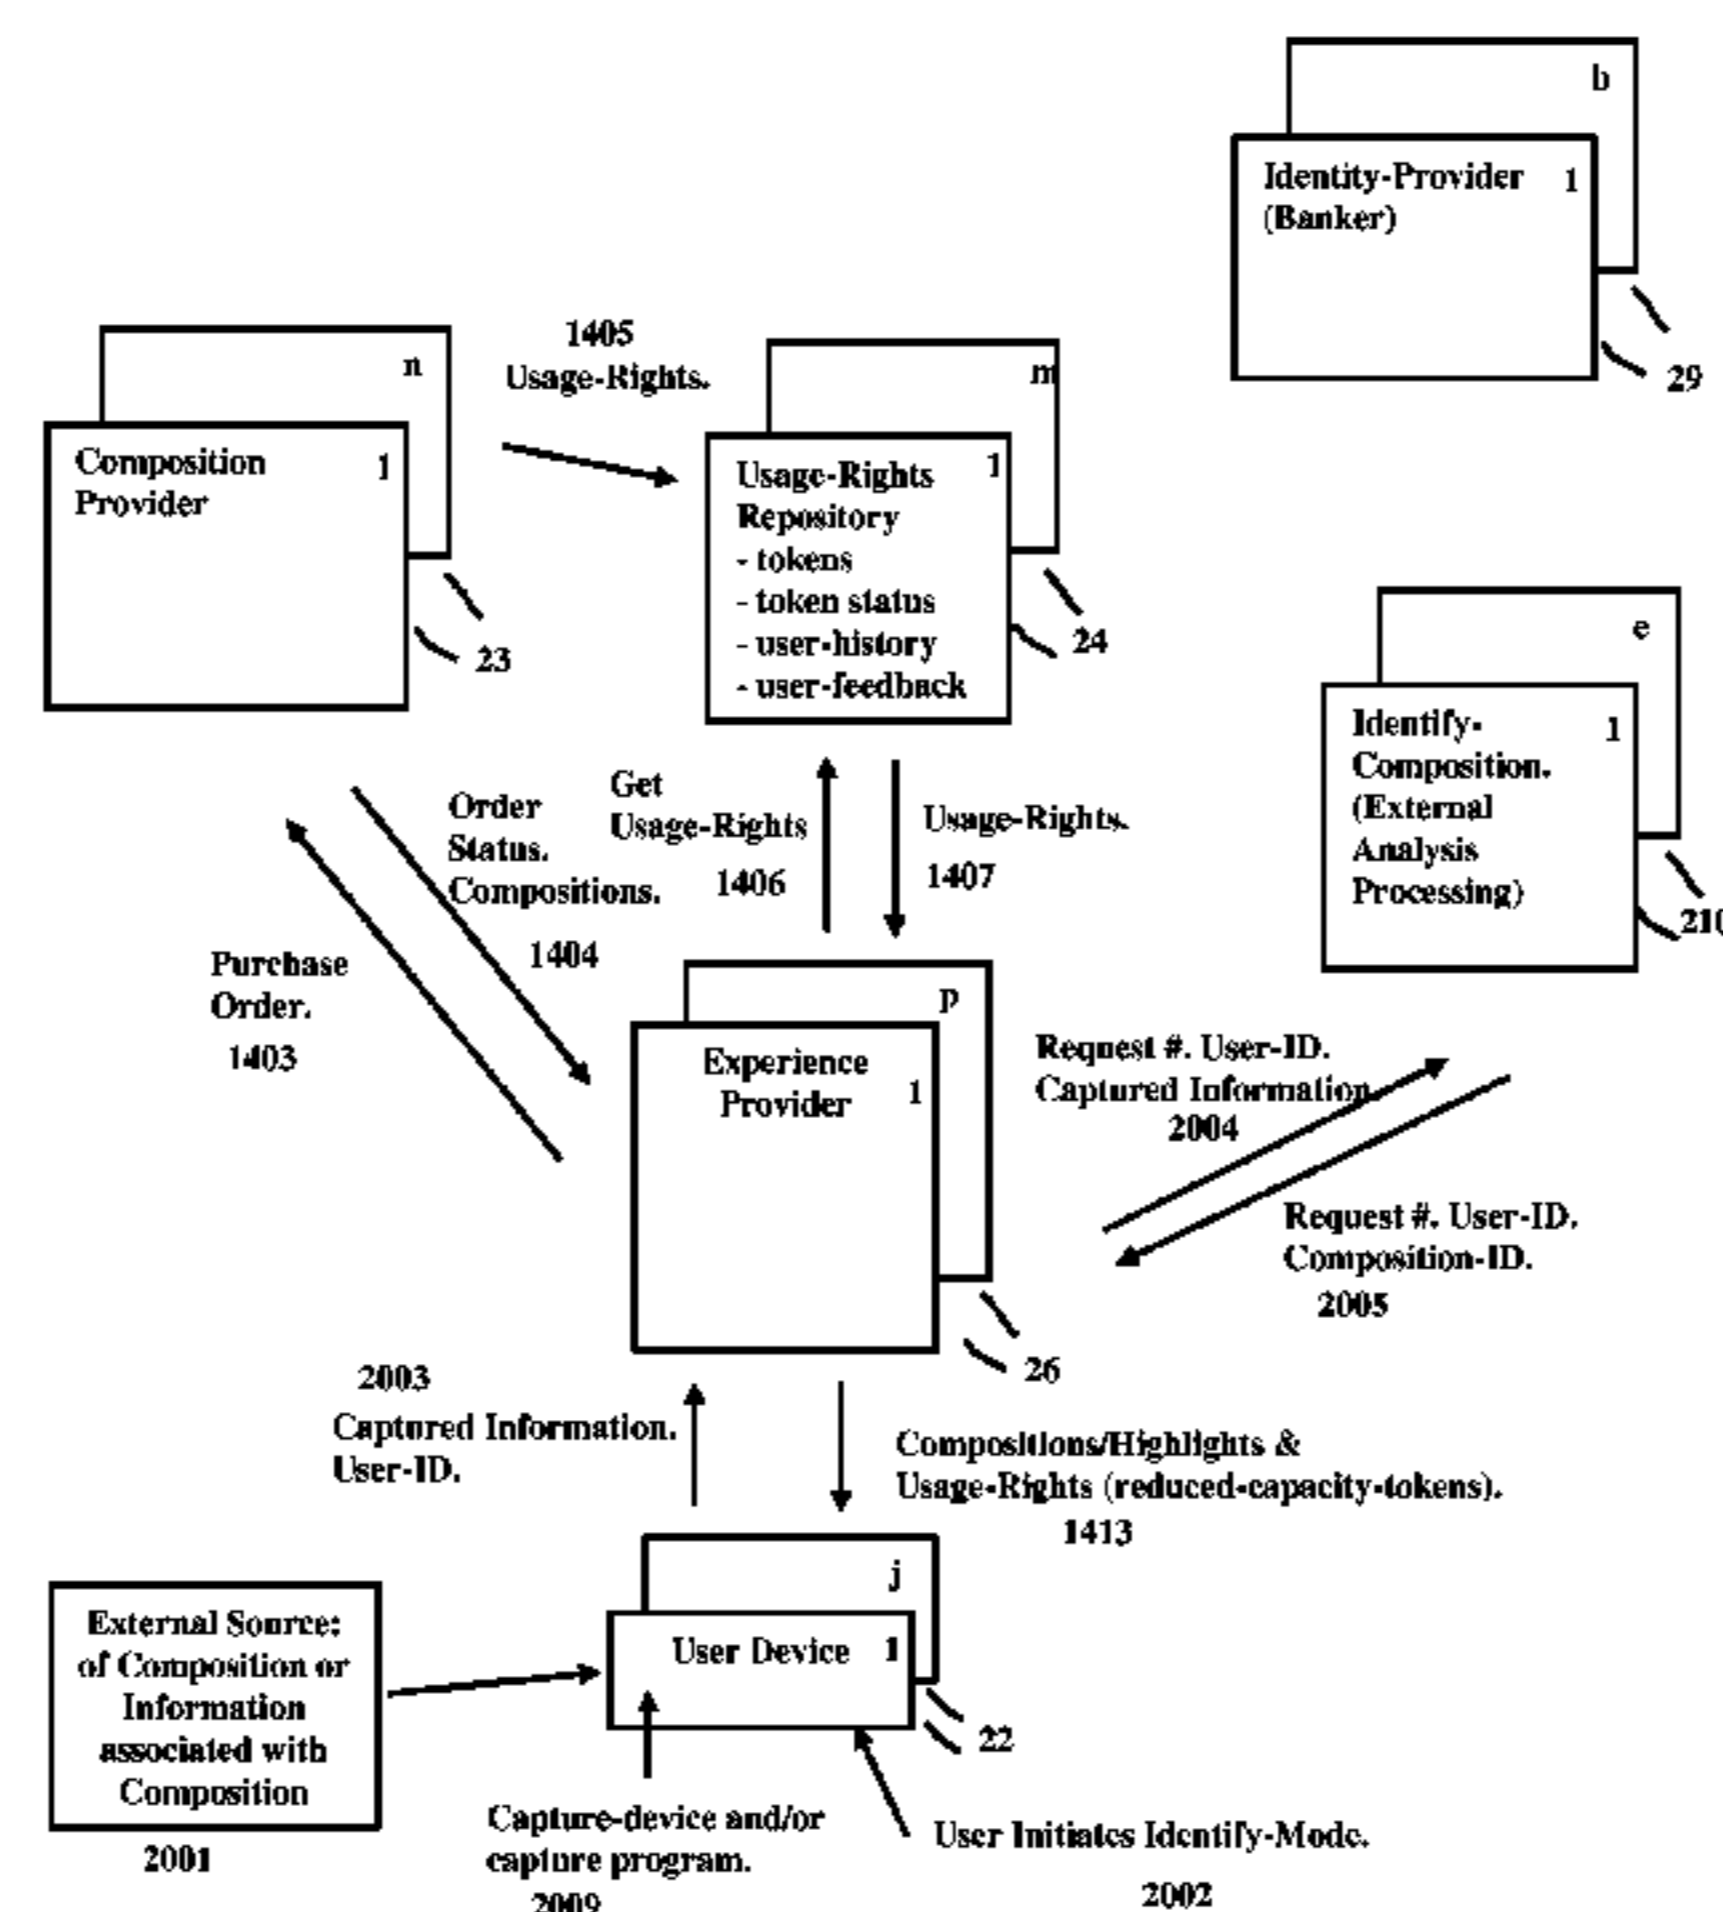 b
Identity-Provider 1
(Banker)
29
1405
Usage-Rights.
n
Composition 1
Provider
23
m
Usage-Rights 1
Repository
- tokens
- token status
- user-history
- user-feedback
24
e
Identify- 1
Composition.
(External
Analysis
Processing)
210
Order
Status.
Compositions.
1404
Get
Usage-Rights
1406
Usage-Rights.
1407
Purchase
Order.
1403
p
Experience
Provider 1
26
Request #. User-ID.
Captured Information.
2004
Request #. User-ID.
Composition-ID.
2005
2003
Captured Information.
User-ID.
Compositions/Highlights &
Usage-Rights (reduced-capacity-tokens).
1413
j
User Device 1
22
External Source:
of Composition or
Information
associated with
Composition
2001
Capture-device and/or
capture program.
2009
User Initiates Identify-Mode.
2002